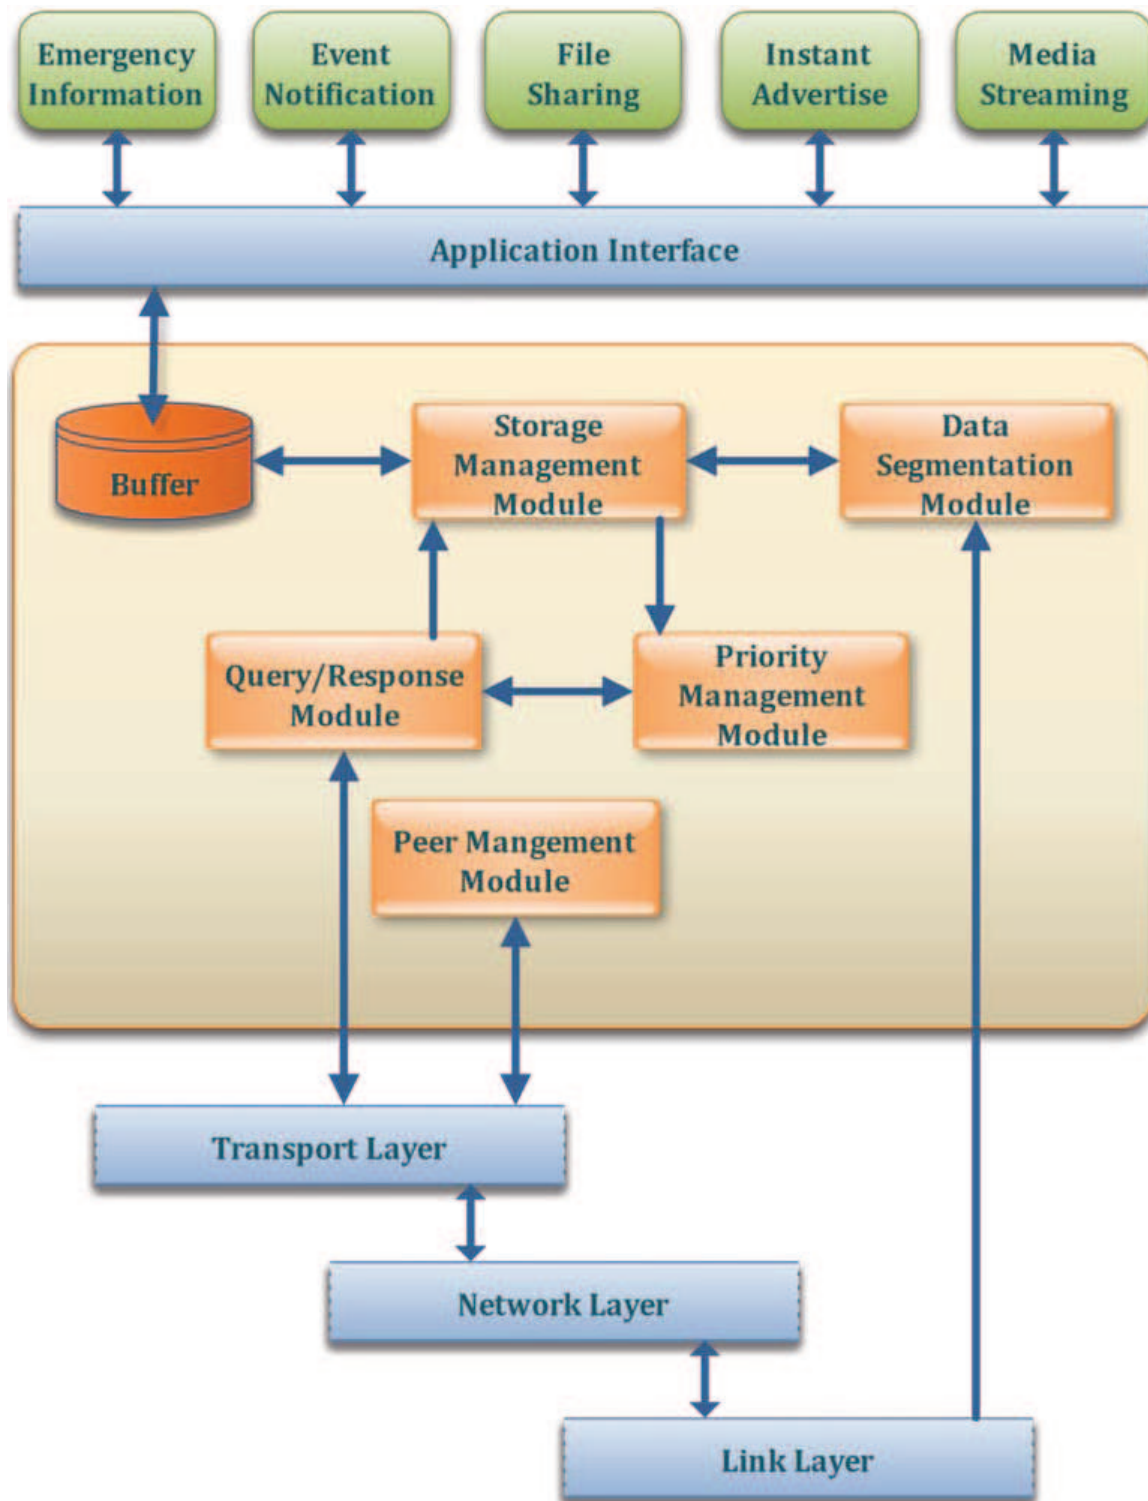 Emergency
Information
Event
Notification
File
Sharing
Instant
Advertise
Media
Streaming
Application Interface
Buffer
Storage
Management
Module
Data
Segmentation
Module
Query/Response
Module
Priority
Management
Module
Peer Mangement
Module
Transport Layer
Network Layer
Link Layer